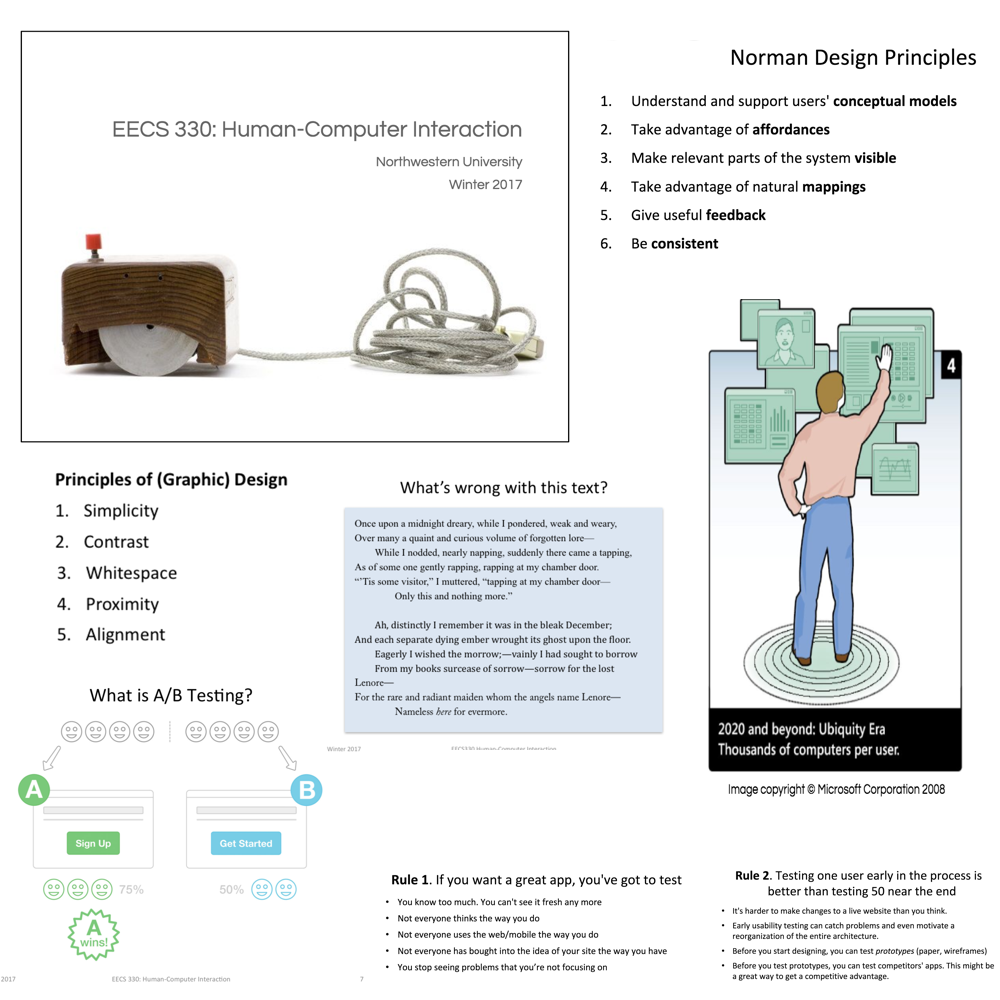 EECS 330: Human-Computer Interaction
Northwestern University
Winter 2017
Norman Design Principles
1. Understand and support users' conceptual models
2. Take advantage of affordances
3. Make relevant parts of the system visible
4. Take advantage of natural mappings
5. Give useful feedback
6. Be consistent
4
2020 and beyond: Ubiquity Era
Thousands of computers per user.
Image copyright © Microsoft Corporation 2008
Principles of (Graphic) Design
1. Simplicity
2. Contrast
3. Whitespace
4. Proximity
5. Alignment
What's wrong with this text?
Once upon a midnight dreary, while I pondered, weak and weary,
Over many a quaint and curious volume of forgotten lore—
While I nodded, nearly napping, suddenly there came a tapping,
As of some one gently rapping, rapping at my chamber door.
“’Tis some visitor,” I muttered, “tapping at my chamber door—
Only this and nothing more.”
Ah, distinctly I remember it was in the bleak December;
And each separate dying ember wrought its ghost upon the floor.
Eagerly I wished the morrow;—vainly I had sought to borrow
From my books surcease of sorrow—sorrow for the lost
Lenore—
For the rare and radiant maiden whom the angels name Lenore—
Nameless here for evermore.
Winter 2017
EECS330 Human-Computer Interaction
What is A/B Testing?
A
B
Sign Up
Get Started
75%
50%
A
wins!
2017
EECS 330: Human-Computer Interaction
7
Rule 1. If you want a great app, you've got to test
• You know too much. You can't see it fresh any more
• Not everyone thinks the way you do
• Not everyone uses the web/mobile the way you do
• Not everyone has bought into the idea of your site the way you have
• You stop seeing problems that you're not focusing on
Rule 2. Testing one user early in the process is
better than testing 50 near the end
• It's harder to make changes to a live website than you think.
• Early usability testing can catch problems and even motivate a
reorganization of the entire architecture.
• Before you start designing, you can test prototypes (paper, wireframes)
• Before you test prototypes, you can test competitors' apps. This might be
a great way to get a competitive advantage.